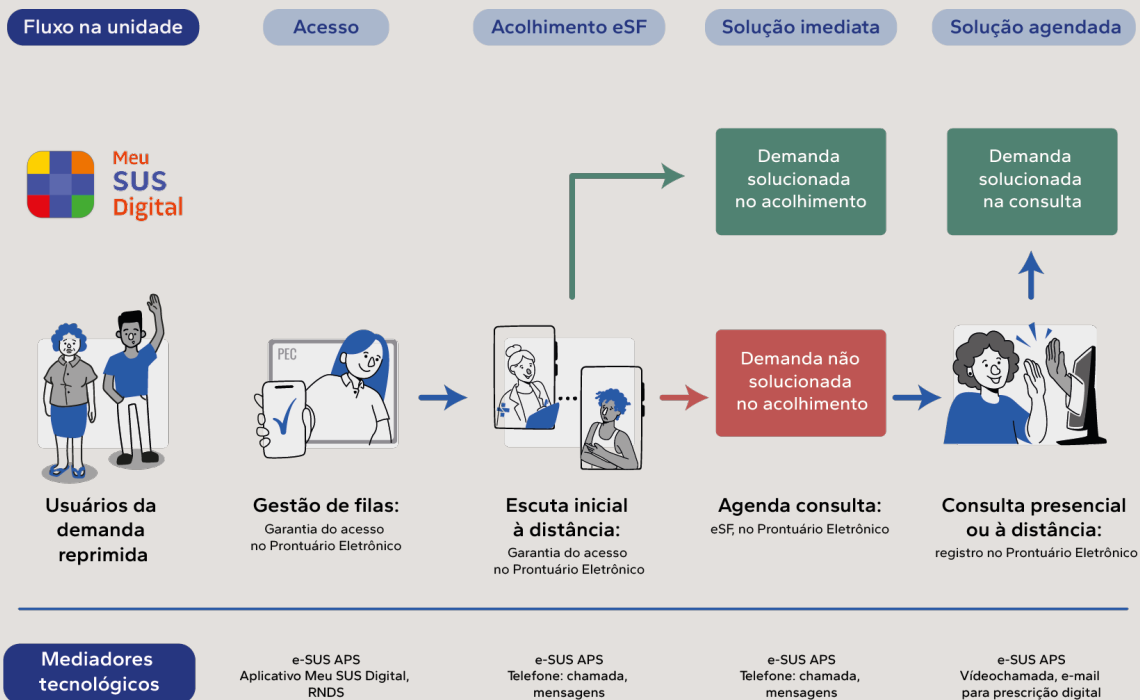 Fluxo na unidade
Acesso
Acolhimento eSF
Solução imediata
Solução agendada
Meu
SUS
Digital
Demanda
solucionada
no acolhimento
Demanda
solucionada
na consulta
PEC
Demanda não
solucionada
no acolhimento
Usuários da
demanda
reprimida
Gestão de filas:
Garantia do acesso
no Prontuário Eletrônico
Escuta inicial
à distância:
Garantia do acesso
no Prontuário Eletrônico
Agenda consulta:
eSF, no Prontuário Eletrônico
Consulta presencial
ou à distância:
registro no Prontuário Eletrônico
Mediadores
tecnológicos
e-SUS APS
Aplicativo Meu SUS Digital,
RNDS
e-SUS APS
Telefone: chamada,
mensagens
e-SUS APS
Telefone: chamada,
mensagens
e-SUS APS
Vídeochamada, e-mail
para prescrição digital